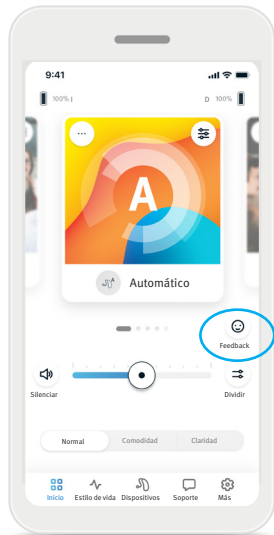 9:41
100% I
D 100%
...
A
Automático
Feedback
Silenciar
Dividir
Normal Comodidad Claridad
Inicio Estilo de vida Dispositivos Soporte Más